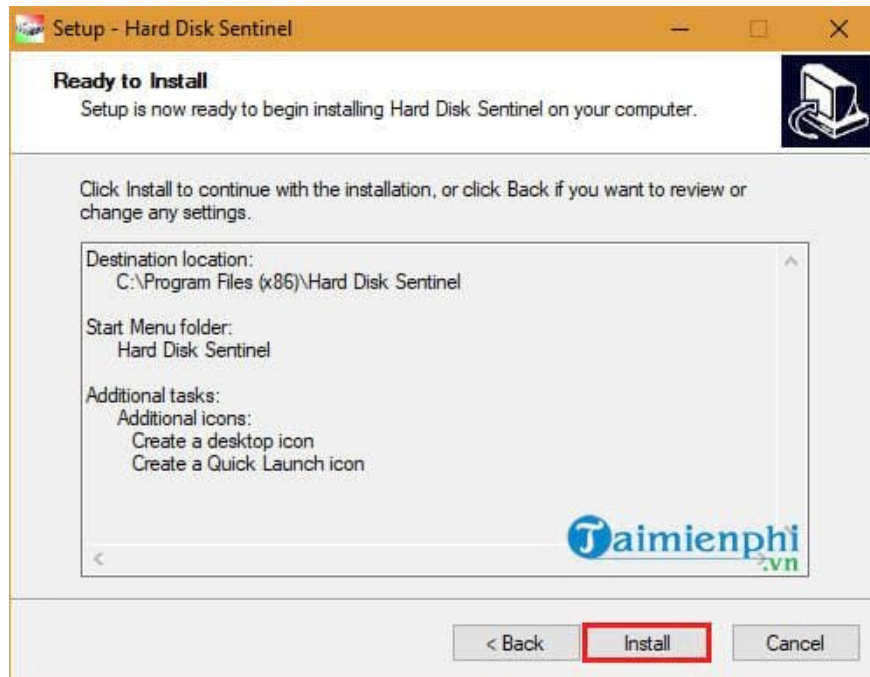 Setup - Hard Disk Sentinel
Ready to Install
Setup is now ready to begin installing Hard Disk Sentinel on your computer.
Click Install to continue with the installation, or click Back if you want to review or
change any settings.
Destination location:
C:\Program Files (x86)\Hard Disk Sentinel
Start Menu folder:
Hard Disk Sentinel
Additional tasks:
Additional icons:
Create a desktop icon
Create a Quick Launch icon
Taimienphi
.vn
< Back Install Cancel